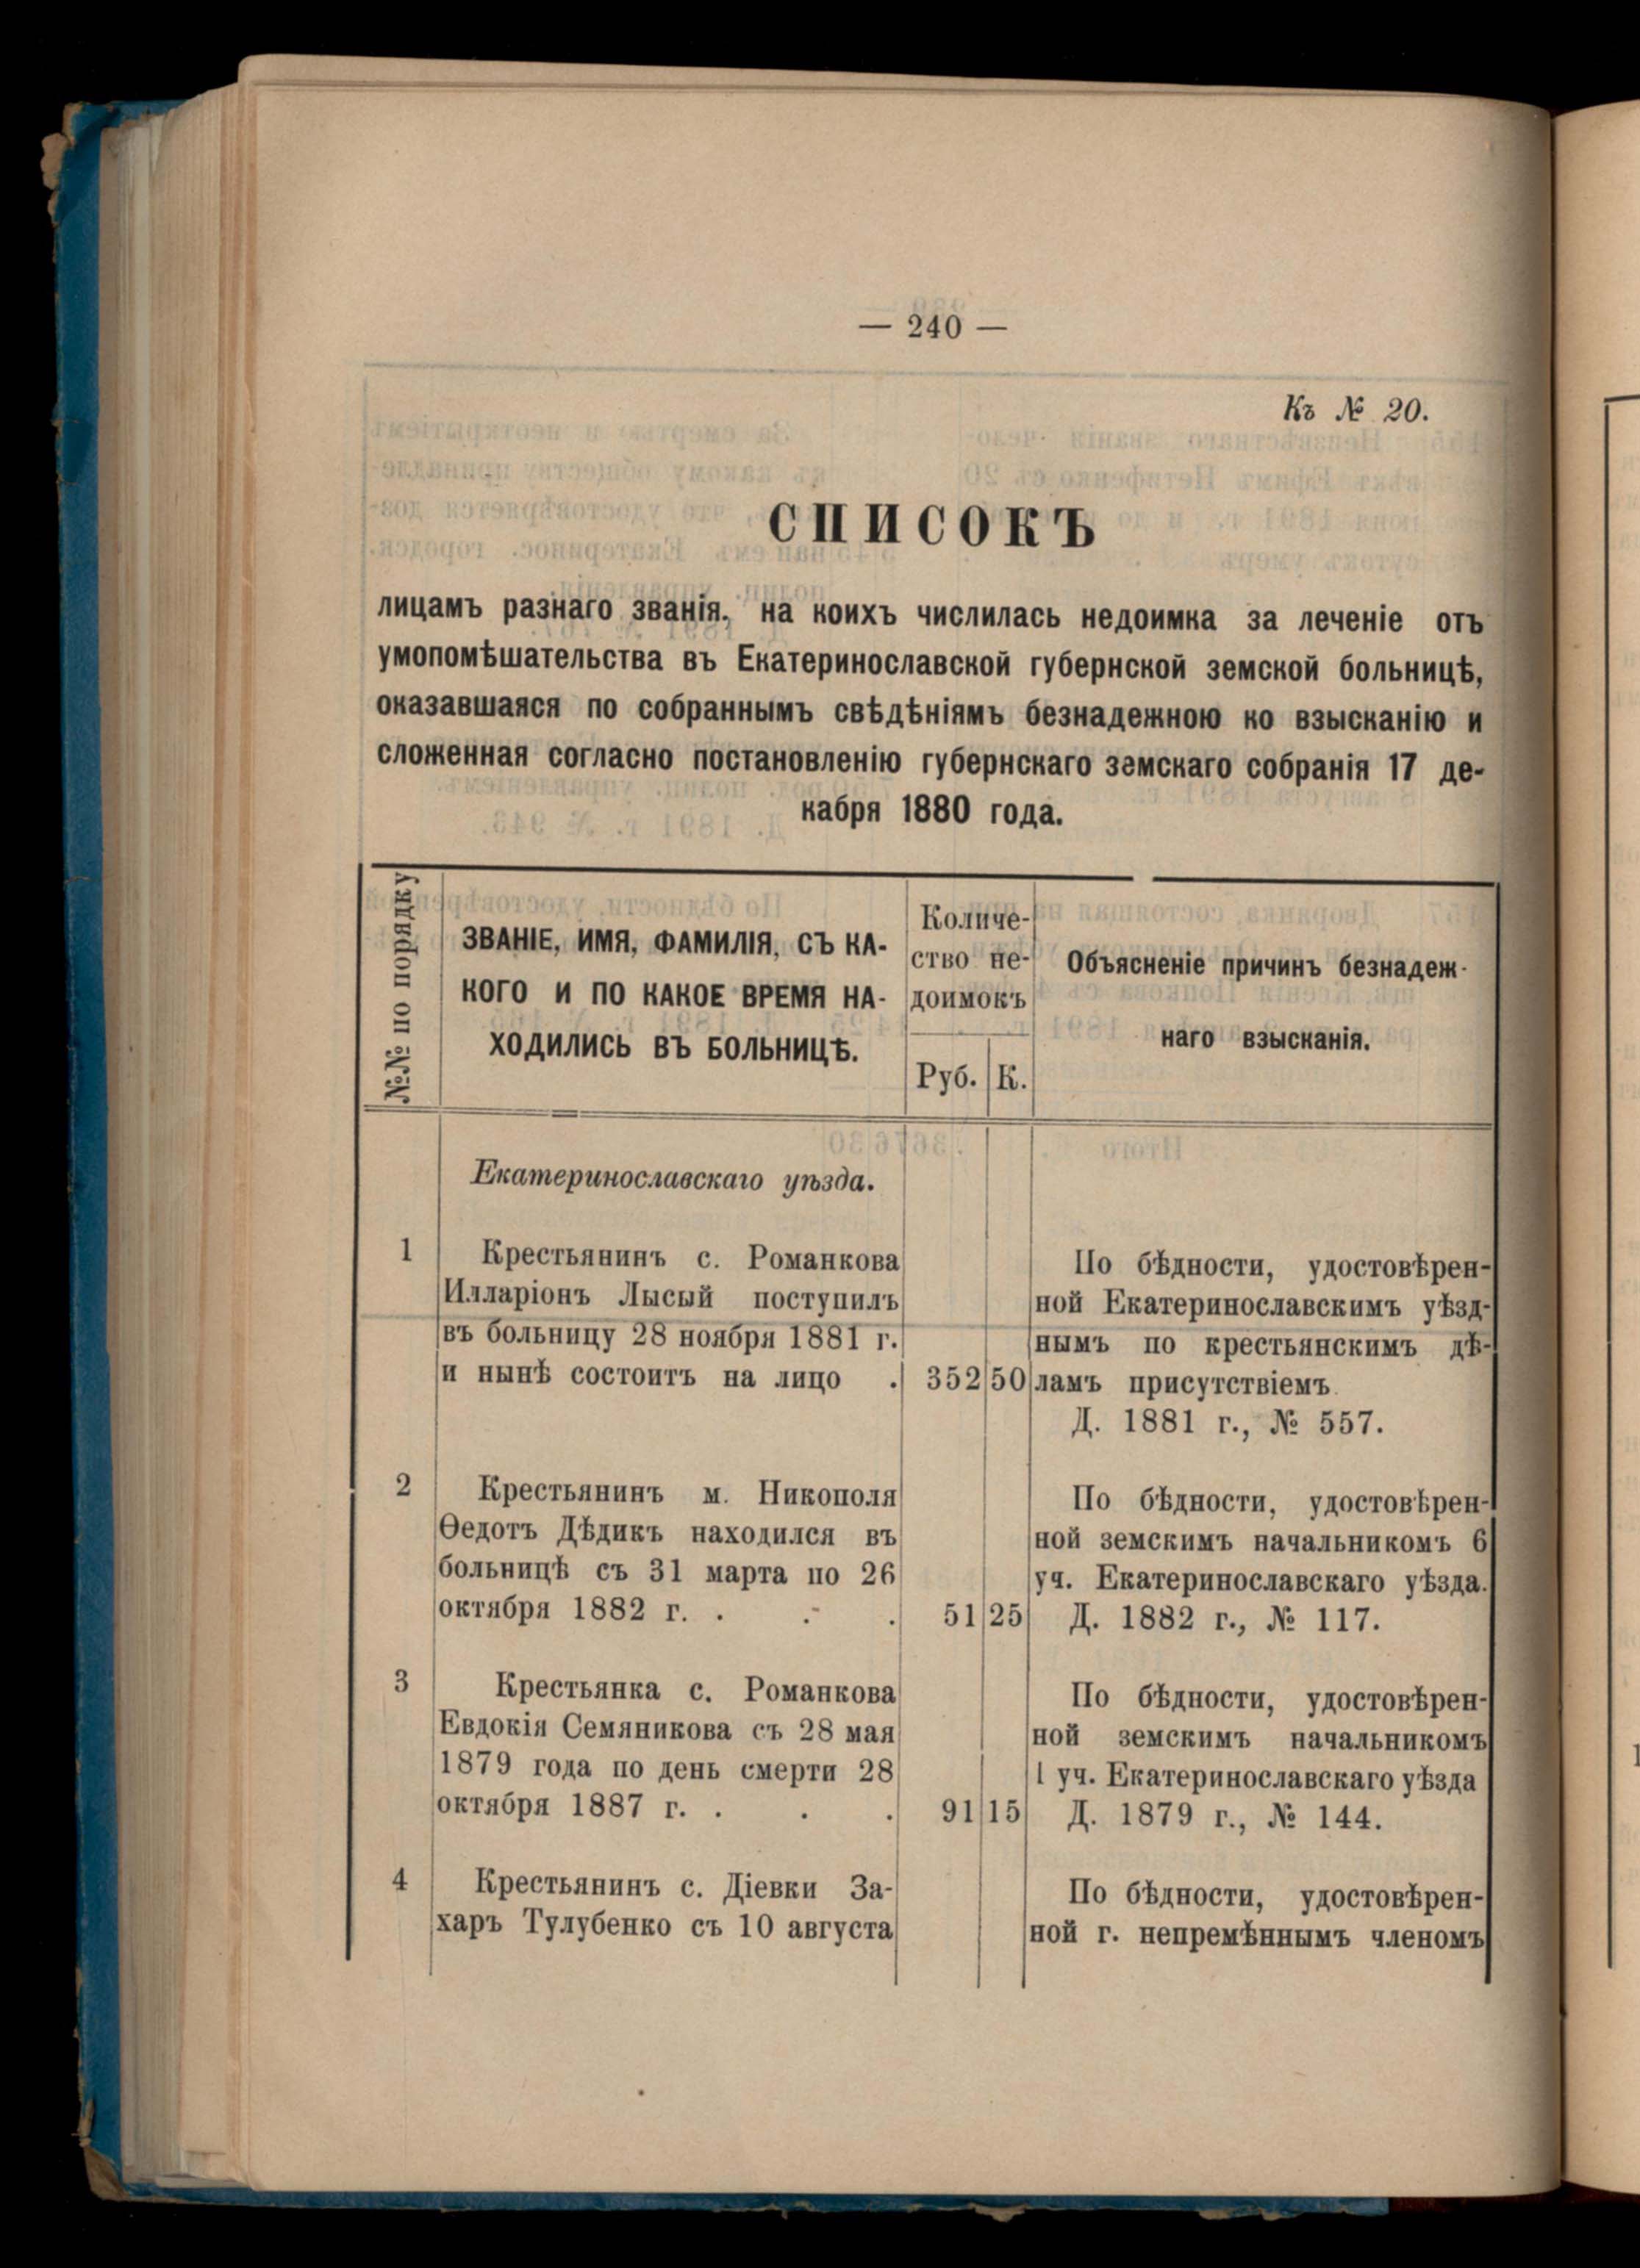 — 240 —
Къ № 20.
СПИСОКЪ
лицамъ разнаго званія, на коихъ числилась недоимка за леченіе отъ
умопомѣшательства въ Екатеринославской губернской земской больницѣ,
оказавшаяся по собраннымъ свѣдѣніямъ безнадежною ко взысканію и
сложенная согласно постановленію губернскаго земскаго собранія 17 де-
кабря 1880 года.
№№ по порядку
ЗВАНІЕ, ИМЯ, ФАМИЛІЯ, СЪ КА-
КОГО И ПО КАКОЕ ВРЕМЯ НА-
ХОДИЛИСЬ ВЪ БОЛЬНИЦѢ.
Количе-
ство не-
доимокъ
Руб. К.
Объясненіе причинъ безнадеж-
наго взысканія.
Екатеринославскаго уѣзда.
1 Крестьянинъ с. Романкова
Илларіонъ Лысый поступилъ
въ больницу 28 ноября 1881 г.
и нынѣ состоитъ на лицо . 352 50
По бѣдности, удостовѣрен-
ной Екатеринославскимъ уѣзд-
нымъ по крестьянскимъ дѣ-
ламъ присутствіемъ.
Д. 1881 г., № 557.
2 Крестьянинъ м. Никополя
Ѳедотъ Дѣдикъ находился въ
больницѣ съ 31 марта по 26
октября 1882 г. . . . 51 25
По бѣдности, удостовѣрен-
ной земскимъ начальникомъ 6
уч. Екатеринославскаго уѣзда.
Д. 1882 г., № 117.
3 Крестьянка с. Романкова
Евдокія Семяникова съ 28 мая
1879 года по день смерти 28
октября 1887 г. . . . 91 15
По бѣдности, удостовѣрен-
ной земскимъ начальникомъ
1 уч. Екатеринославскаго уѣзда
Д. 1879 г., № 144.
4 Крестьянинъ с. Діевки За-
харъ Тулубенко съ 10 августа
По бѣдности, удостовѣрен-
ной г. непремѣннымъ членомъ